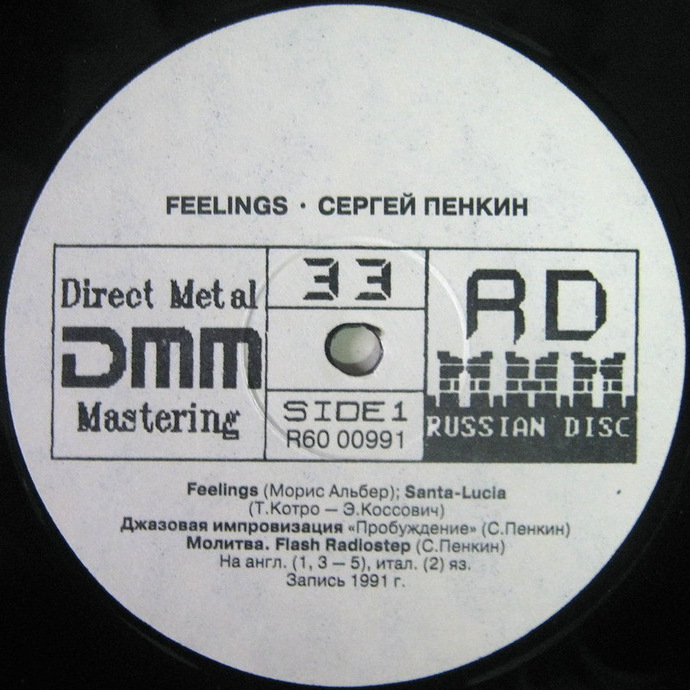 FEELINGS · СЕРГЕЙ ПЕНКИН
Direct Metal
DMM
Mastering
33
SIDE 1
R60 00991
RD
RUSSIAN DISC
Feelings (Морис Альбер); Santa-Lucia
(Т.Котро — Э.Коссович)
Джазовая импровизация «Пробуждение» (С.Пенкин)
Молитва. Flash Radiostep (С.Пенкин)
На англ. (1, 3 — 5), итал. (2) яз.
Запись 1991 г.